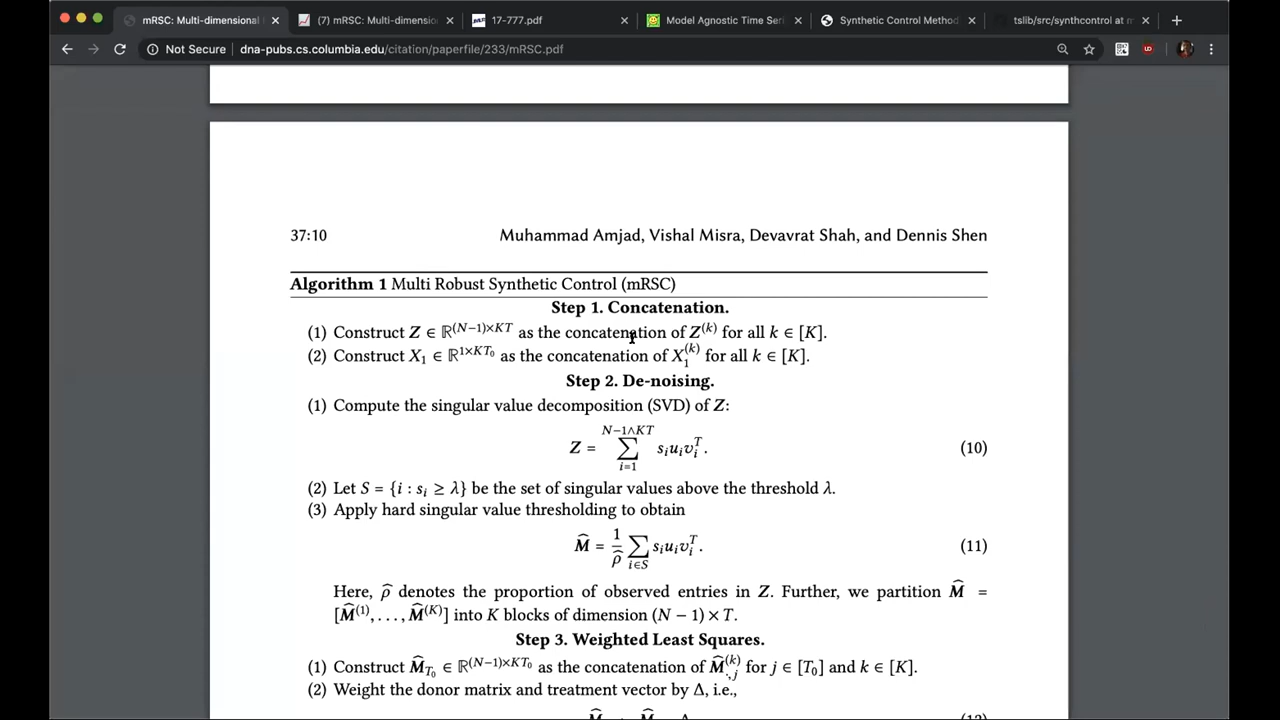 mRSC: Multi-dimensional
(7) mRSC: Multi-dimensio
17-777.pdf
Model Agnostic Time Seri
Synthetic Control Method
tslib/src/synthcontrol at m
Not Secure | dna-pubs.cs.columbia.edu/citation/paperfile/233/mRSC.pdf
37:10 Muhammad Amjad, Vishal Misra, Devavrat Shah, and Dennis Shen
Algorithm 1 Multi Robust Synthetic Control (mRSC)
Step 1. Concatenation.
(1) Construct Z ∈ ℝ^{(N−1)×KT} as the concatenation of Z^{(k)} for all k ∈ [K].
(2) Construct X_1 ∈ ℝ^{1×KT_0} as the concatenation of X_1^{(k)} for all k ∈ [K].
Step 2. De-noising.
(1) Compute the singular value decomposition (SVD) of Z:
Z = \sum_{i=1}^{N−1∧KT} s_i u_i v_i^T. (10)
(2) Let S = {i : s_i ≥ λ} be the set of singular values above the threshold λ.
(3) Apply hard singular value thresholding to obtain
\widehat{M} = \frac{1}{\widehat{ρ}} \sum_{i∈S} s_i u_i v_i^T. (11)
Here, \widehat{ρ} denotes the proportion of observed entries in Z. Further, we partition \widehat{M} =
[\widehat{M}^{(1)}, . . . , \widehat{M}^{(K)}] into K blocks of dimension (N − 1) × T.
Step 3. Weighted Least Squares.
(1) Construct \widehat{M}_{T_0} ∈ ℝ^{(N−1)×KT_0} as the concatenation of \widehat{M}_{·,j}^{(k)} for j ∈ [T_0] and k ∈ [K].
(2) Weight the donor matrix and treatment vector by Δ, i.e.,